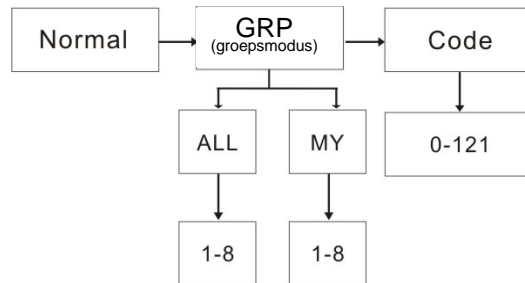 Normal
GRP
(groepsmodus)
Code
ALL
MY
0-121
1-8
1-8